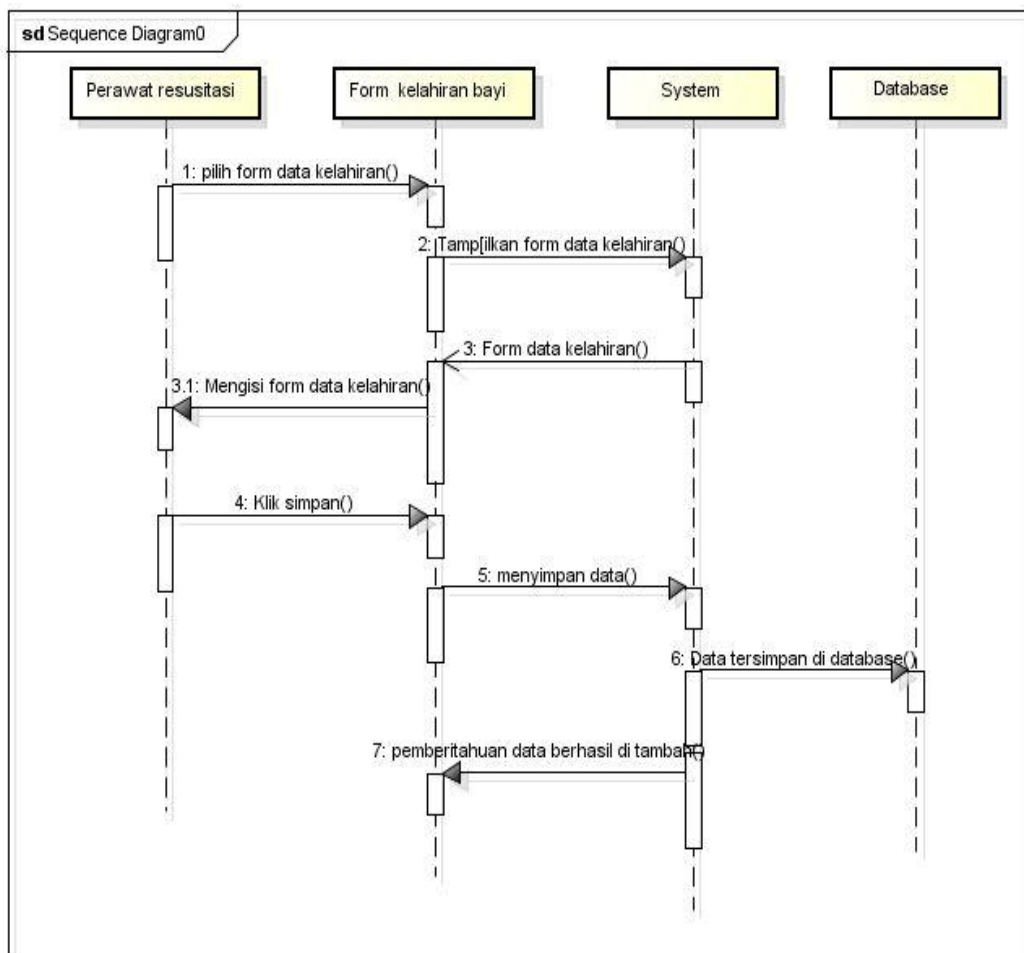 sd Sequence Diagram0
Perawat resusitasi
Form kelahiran bayi
System
Database
1: pilih form data kelahiran()
2: Tamp[ilkan form data kelahiran()
3: Form data kelahiran()
3.1: Mengisi form data kelahiran()
4: Klik simpan()
5: menyimpan data()
6: Data tersimpan di database()
7: pemberitahuan data berhasil di tambah()